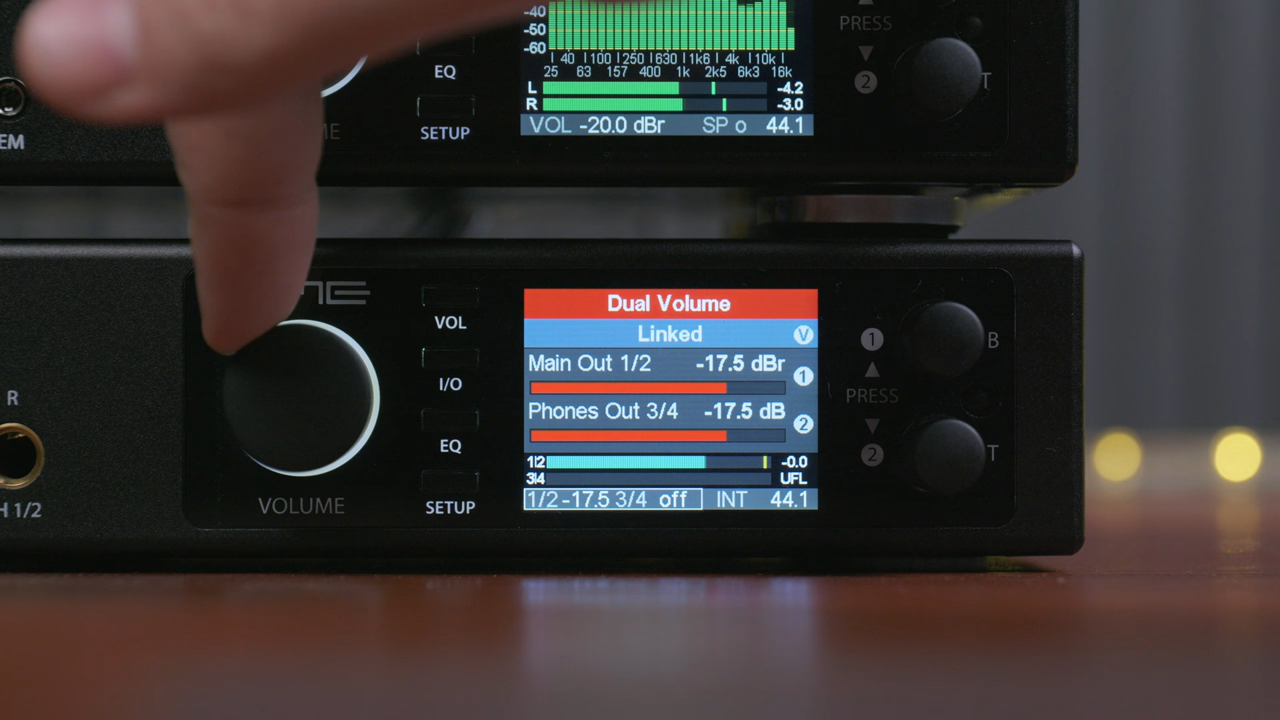 -40
-50
-60
40 100 250 630 1k6 4k 10k
25 63 157 400 1k 2k5 6k3 16k
L -4.2
R -3.0
VOL -20.0 dBr SP 44.1
EQ
SETUP
PRESS
2
T
EM
R
H 1/2
VOLUME
VOL
I/O
EQ
SETUP
Dual Volume
Linked V
Main Out 1/2 -17.5 dBr 1
Phones Out 3/4 -17.5 dB 2
1|2 -0.0
3|4 UFL
1/2 -17.5 3/4 off INT 44.1
1 B
PRESS
2 T